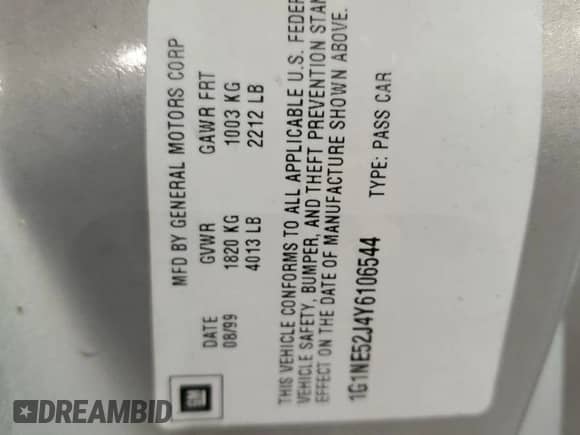 MFD BY GENERAL MOTORS CORP
DATE GVWR GAWR FRT
08/99 1820 KG 1003 KG
4013 LB 2212 LB
THIS VEHICLE CONFORMS TO ALL APPLICABLE U.S. FEDER
VEHICLE SAFETY, BUMPER, AND THEFT PREVENTION STAN
EFFECT ON THE DATE OF MANUFACTURE SHOWN ABOVE.
1G1NE52J4Y6106544 TYPE: PASS CAR
GM
DREAMBID